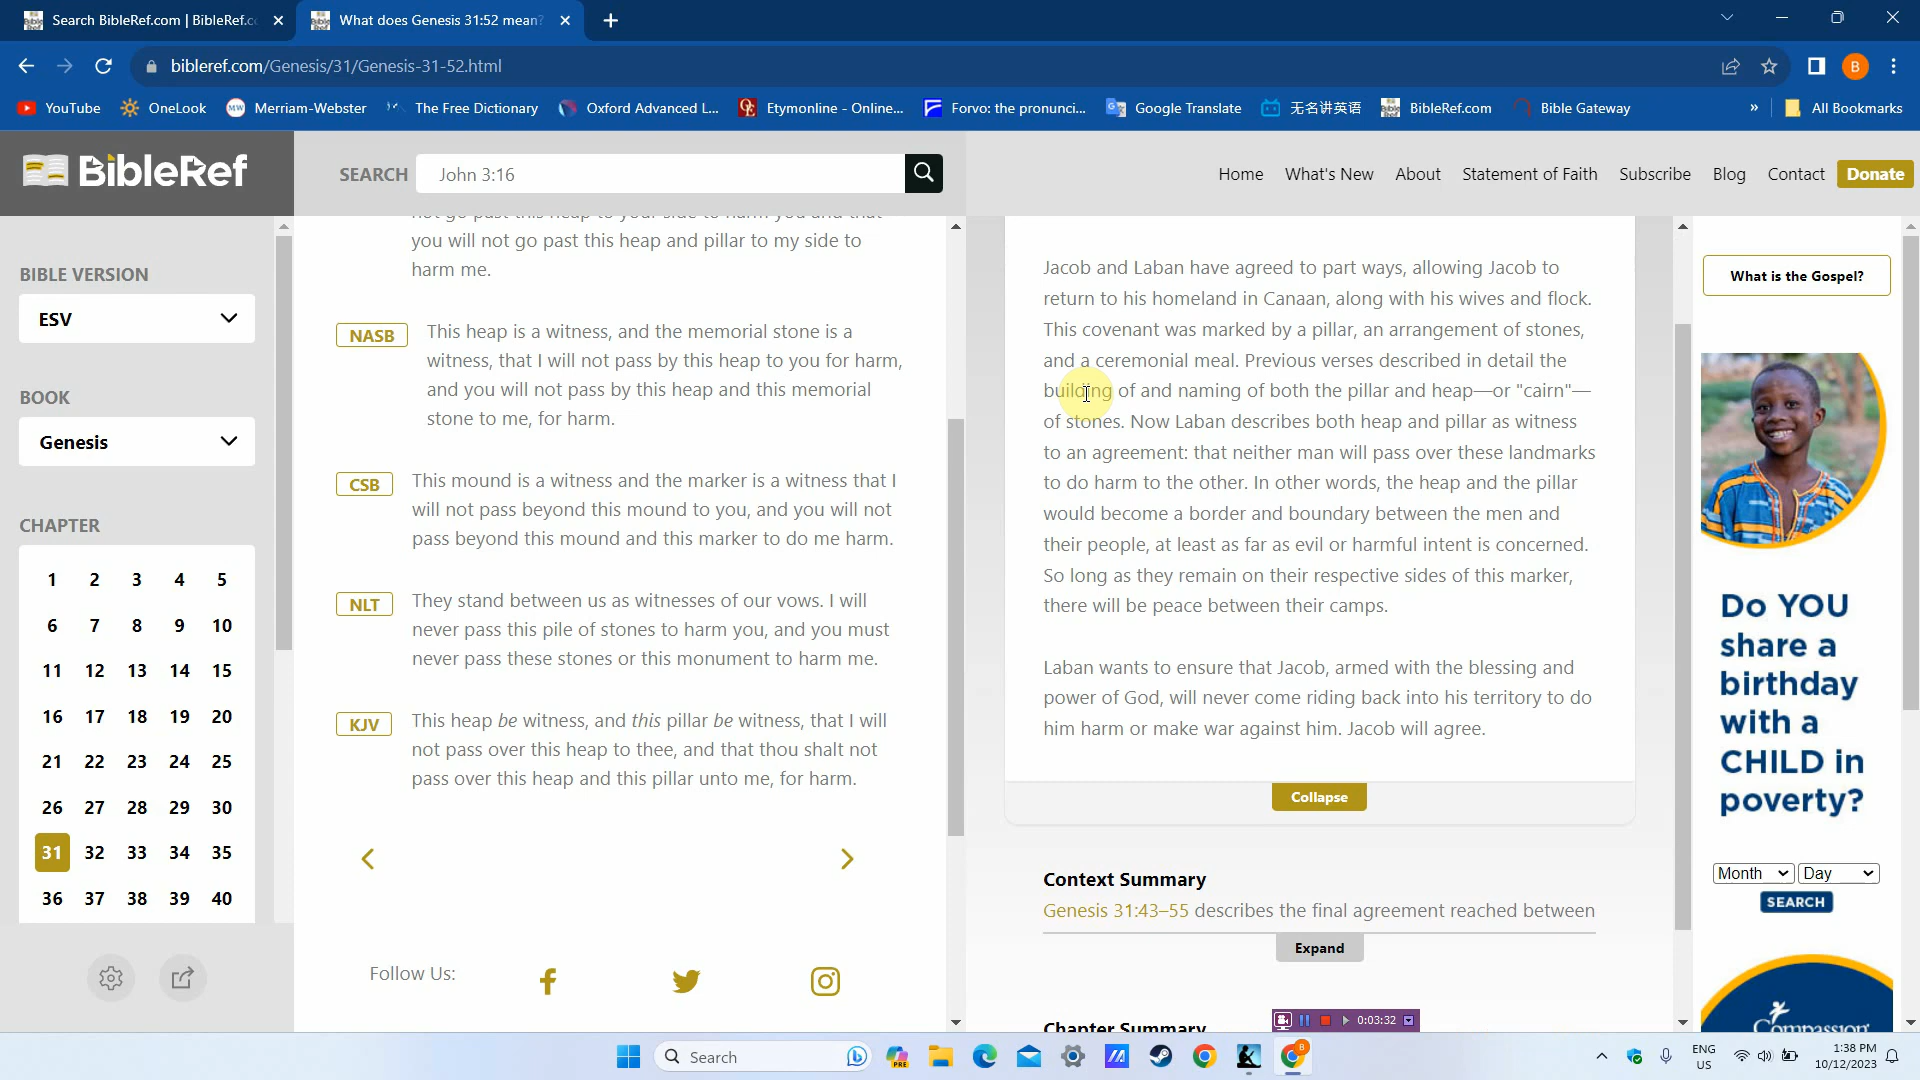 Search BibleRef.com | BibleRef.c
What does Genesis 31:52 mean?
bibleref.com/Genesis/31/Genesis-31-52.html
B
YouTube
OneLook
Merriam-Webster
The Free Dictionary
Oxford Advanced L...
Etymonline - Online...
Forvo: the pronunci...
Google Translate
无名讲英语
BibleRef.com
Bible Gateway
»
All Bookmarks
BibleRef
SEARCH
John 3:16
Home
What's New
About
Statement of Faith
Subscribe
Blog
Contact
Donate
BIBLE VERSION
ESV
BOOK
Genesis
CHAPTER
1 2 3 4 5
6 7 8 9 10
11 12 13 14 15
16 17 18 19 20
21 22 23 24 25
26 27 28 29 30
31 32 33 34 35
36 37 38 39 40
not go past this heap to your side to harm you and that
you will not go past this heap and pillar to my side to
harm me.
NASB
This heap is a witness, and the memorial stone is a
witness, that I will not pass by this heap to you for harm,
and you will not pass by this heap and this memorial
stone to me, for harm.
CSB
This mound is a witness and the marker is a witness that I
will not pass beyond this mound to you, and you will not
pass beyond this mound and this marker to do me harm.
NLT
They stand between us as witnesses of our vows. I will
never pass this pile of stones to harm you, and you must
never pass these stones or this monument to harm me.
KJV
This heap be witness, and this pillar be witness, that I will
not pass over this heap to thee, and that thou shalt not
pass over this heap and this pillar unto me, for harm.
Follow Us:
Jacob and Laban have agreed to part ways, allowing Jacob to
return to his homeland in Canaan, along with his wives and flock.
This covenant was marked by a pillar, an arrangement of stones,
and a ceremonial meal. Previous verses described in detail the
building of and naming of both the pillar and heap—or "cairn"—
of stones. Now Laban describes both heap and pillar as witness
to an agreement: that neither man will pass over these landmarks
to do harm to the other. In other words, the heap and the pillar
would become a border and boundary between the men and
their people, at least as far as evil or harmful intent is concerned.
So long as they remain on their respective sides of this marker,
there will be peace between their camps.
Laban wants to ensure that Jacob, armed with the blessing and
power of God, will never come riding back into his territory to do
him harm or make war against him. Jacob will agree.
Collapse
Context Summary
Genesis 31:43–55 describes the final agreement reached between
Expand
Chapter Summary
What is the Gospel?
Do YOU
share a
birthday
with a
CHILD in
poverty?
Month
Day
SEARCH
Compassion
0:03:32
Search
PRE
B
ENG
US
1:38 PM
10/12/2023